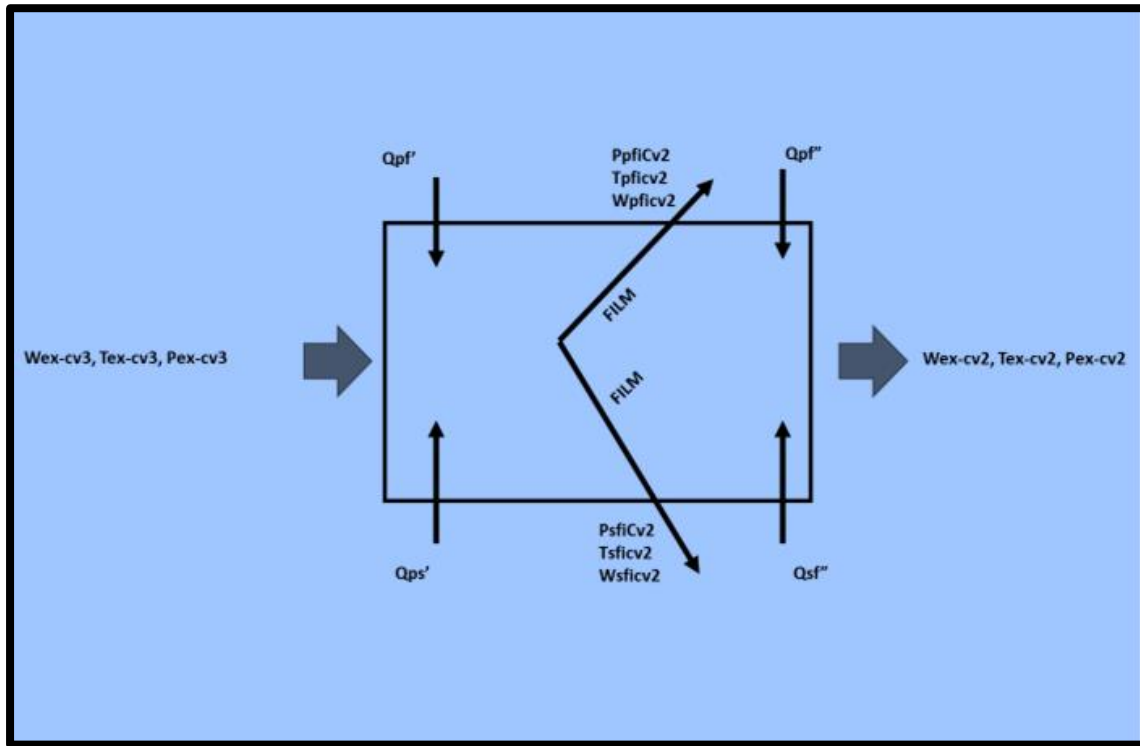 Qpf'
PpfiCv2
Tpficv2
Wpficv2
Qpf"
FILM
Wex-cv3, Tex-cv3, Pex-cv3
Wex-cv2, Tex-cv2, Pex-cv2
FILM
PsfiCv2
Tsficv2
Wsficv2
Qps'
Qsf"